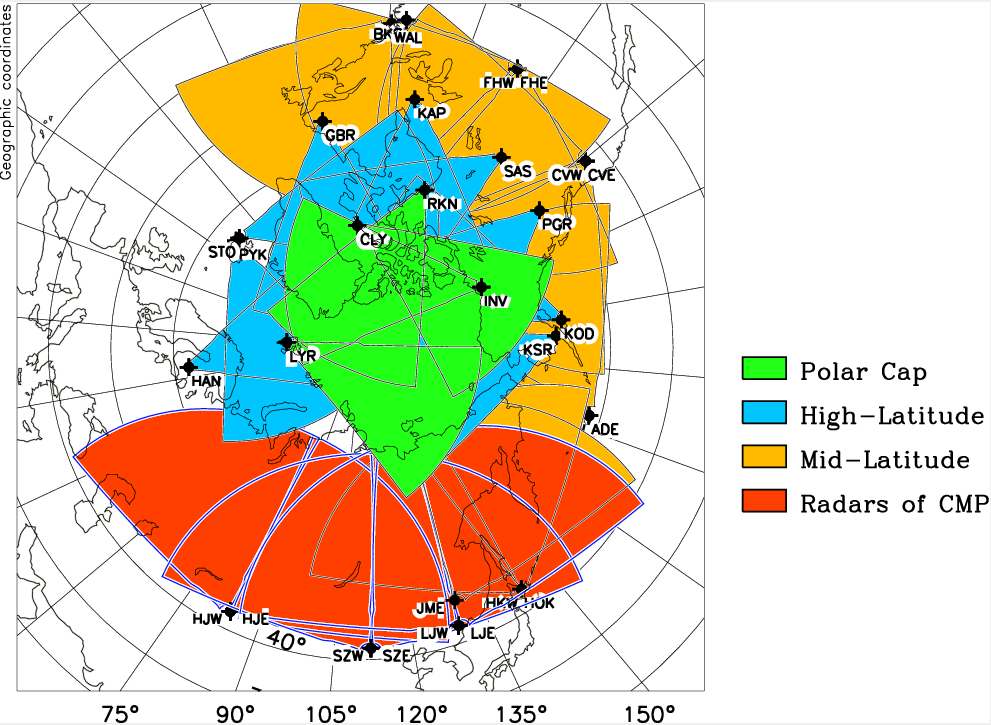 Geographic coordinates
BKS WAL
FHW FHE
KAP
GBR
SAS
CVW CVE
RKN
PGR
CLY
STO PYK
INV
KOD
KSR
LYR
HAN
ADE
Polar Cap
High-Latitude
Mid-Latitude
Radars of CMP
JME
HKW HOK
HJW HJE
LJW LJE
40°
SZW SZE
75° 90° 105° 120° 135° 150°